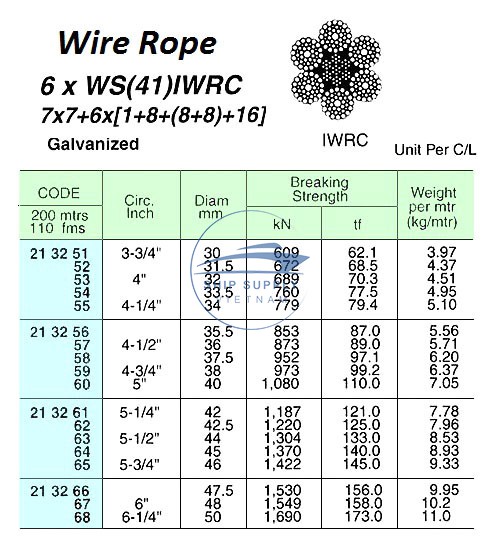 Wire Rope
6 x WS(41)IWRC
7x7+6x[1+8+(8+8)+16]
Galvanized
IWRC
Unit Per C/L
CODE
200 mtrs
110 fms
Circ.
Inch
Diam
mm
Breaking
Strength
kN tf
Weight
per mtr
(kg/mtr)
21 32 51 3-3/4" 30 609 62.1 3.97
52 31.5 672 68.5 4.37
53 4" 32 689 70.3 4.51
54 33.5 760 77.5 4.95
55 4-1/4" 34 779 79.4 5.10
21 32 56 35.5 853 87.0 5.56
57 4-1/2" 36 873 89.0 5.71
58 37.5 952 97.1 6.20
59 4-3/4" 38 973 99.2 6.37
60 5" 40 1,080 110.0 7.05
21 32 61 5-1/4" 42 1,187 121.0 7.78
62 42.5 1,220 125.0 7.96
63 5-1/2" 44 1,304 133.0 8.53
64 45 1,370 140.0 8.93
65 5-3/4" 46 1,422 145.0 9.33
21 32 66 47.5 1,530 156.0 9.95
67 6" 48 1,549 158.0 10.2
68 6-1/4" 50 1,690 173.0 11.0